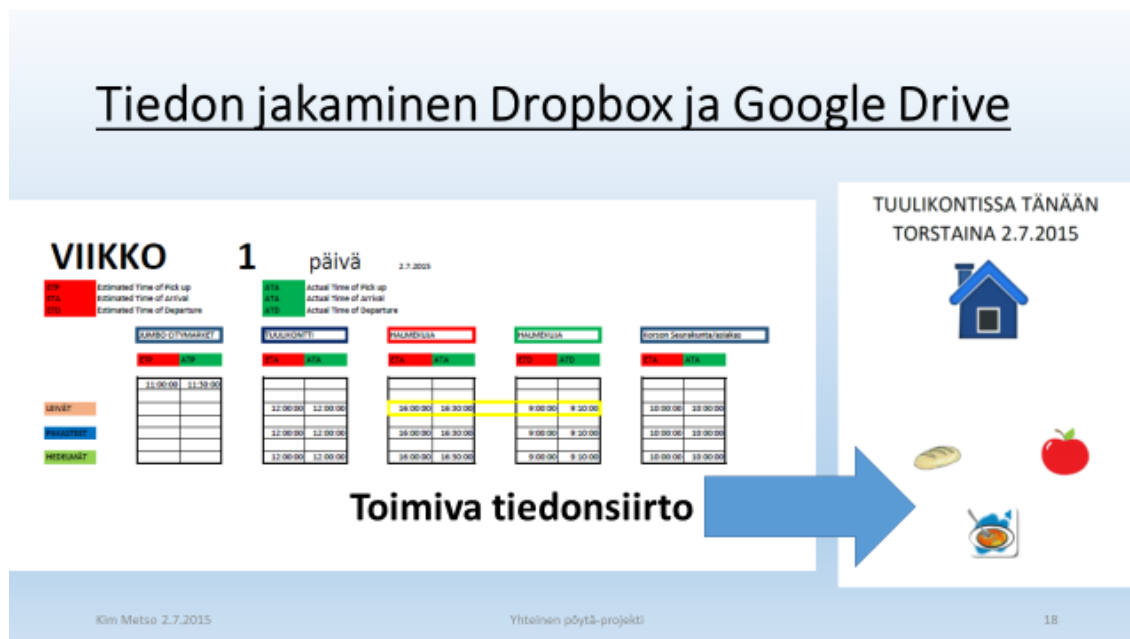 Tiedon jakaminen Dropbox ja Google Drive
TUULIKONTISSA TÄNÄÄN
TORSTAINA 2.7.2015
VIIKKO 1 päivä 2.7.2015
ETP Estimated Time of Pick up ATA Actual Time of Pick up
ETA Estimated Time of Arrival ATA Actual Time of Arrival
ETD Estimated Time of Departure ATD Actual Time of Departure
JUMBO CITYMARKET TUULIKONTTI HALMEKUJA HALMEKUJA Korson Seurakunta/asiakas
ETP ATP ETA ATA ETA ATA ETD ATD ETA ATA
11:00:00 11:30:00
LEIVÄT 12:00:00 12:00:00 16:00:00 16:30:00 9:00:00 9:10:00 10:00:00 10:00:00
PAKASTEET 12:00:00 12:00:00 16:00:00 16:30:00 9:00:00 9:10:00 10:00:00 10:00:00
HEDELMÄT 12:00:00 12:00:00 16:00:00 16:30:00 9:00:00 9:10:00 10:00:00 10:00:00
Toimiva tiedonsiirto
Kim Metso 2.7.2015 Yhteinen pöytä-projekti 18